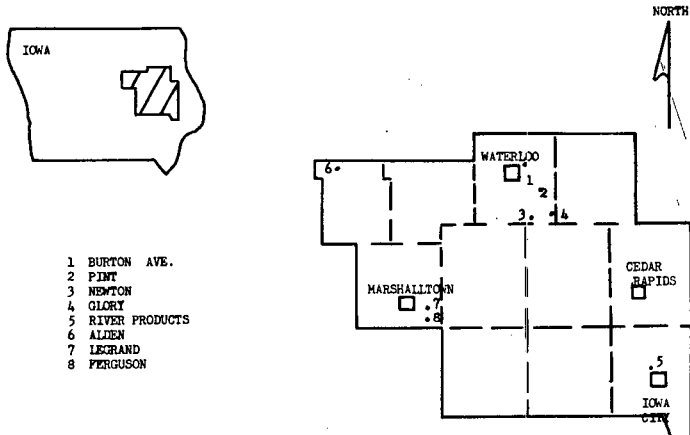 NORTH
IOWA
WATERLOO
6
1
2
3
4
1 BURTON AVE.
2 PINT
3 NEWTON
4 GLORY
5 RIVER PRODUCTS
6 ALDEN
7 LEGRAND
8 FERGUSON
MARSHALLTOWN
7
8
CEDAR
RAPIDS
5
IOWA
CITY